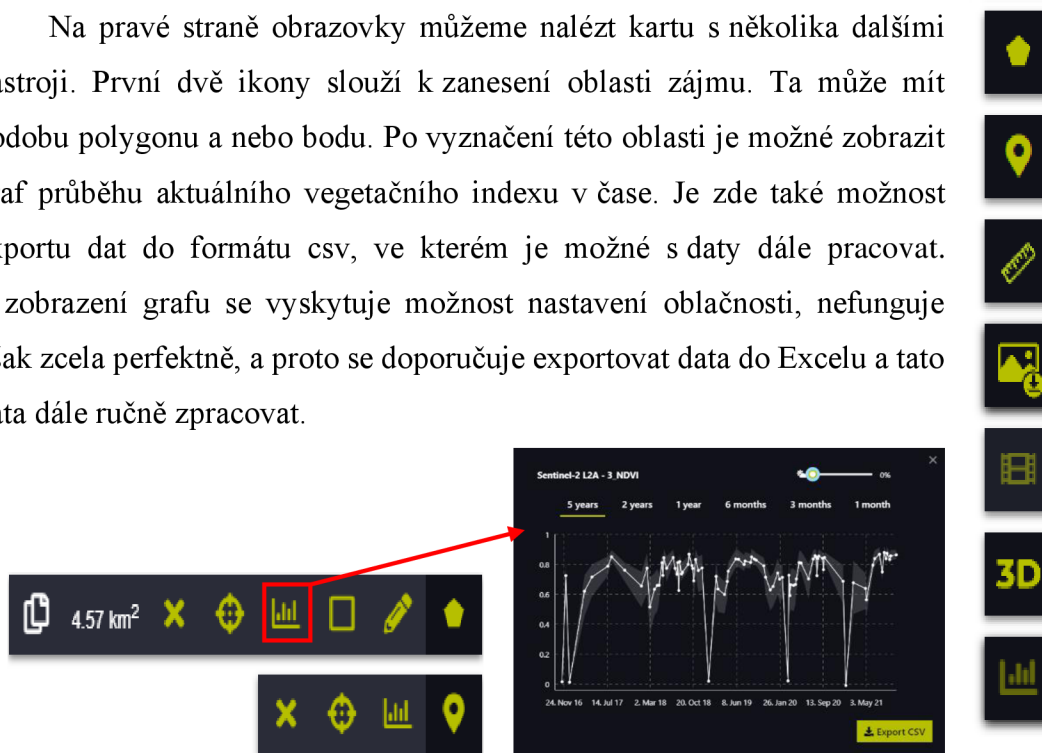 Na pravé straně obrazovky můžeme nalézt kartu s několika dalšími
astroji. První dvě ikony slouží k zanesení oblasti zájmu. Ta může mít
odobu polygonu a nebo bodu. Po vyznačení této oblasti je možné zobrazit
af průběhu aktuálního vegetačního indexu v čase. Je zde také možnost
xportu dat do formátu csv, ve kterém je možné s daty dále pracovat.
zobrazení grafu se vyskytuje možnost nastavení oblačnosti, nefunguje
šak zcela perfektně, a proto se doporučuje exportovat data do Excelu a tato
ata dále ručně zpracovat.
Sentinel-2 L2A - 3_NDVI 0%
5 years 2 years 1 year 6 months 3 months 1 month
1
0.8
0.6
0.4
0.2
0
24. Nov 16 14. Jul 17 2. Mar 18 20. Oct 18 8. Jun 19 26. Jan 20 13. Sep 20 3. May 21
Export CSV
4.57 km²
3D